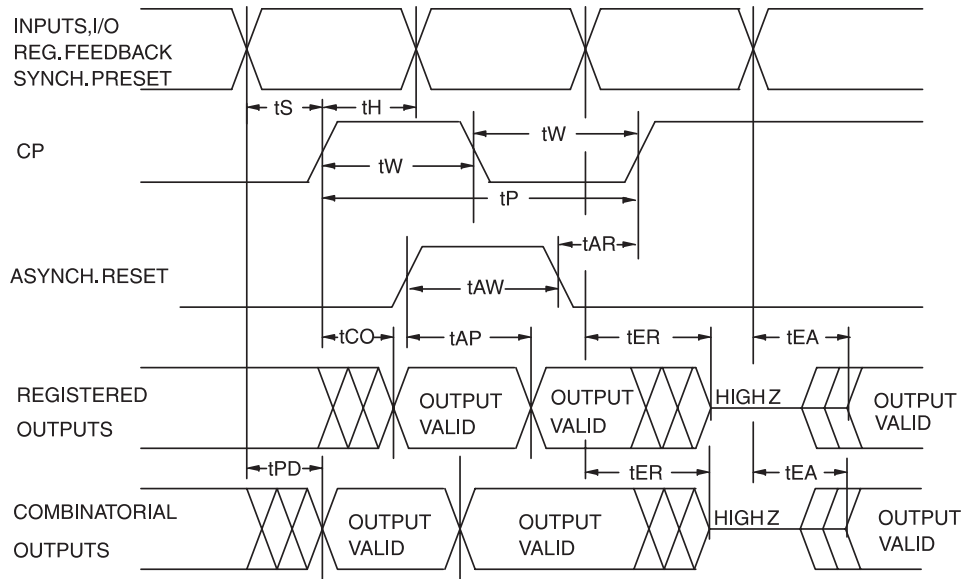 INPUTS,I/O
REG.FEEDBACK
SYNCH.PRESET
tS
tH
CP
tW
tW
tP
tAR
ASYNCH.RESET
tAW
tCO
tAP
tER
tEA
REGISTERED
OUTPUTS
OUTPUT
VALID
OUTPUT
VALID
HIGH Z
OUTPUT
VALID
tPD
tER
tEA
COMBINATORIAL
OUTPUTS
OUTPUT
VALID
OUTPUT
VALID
HIGH Z
OUTPUT
VALID